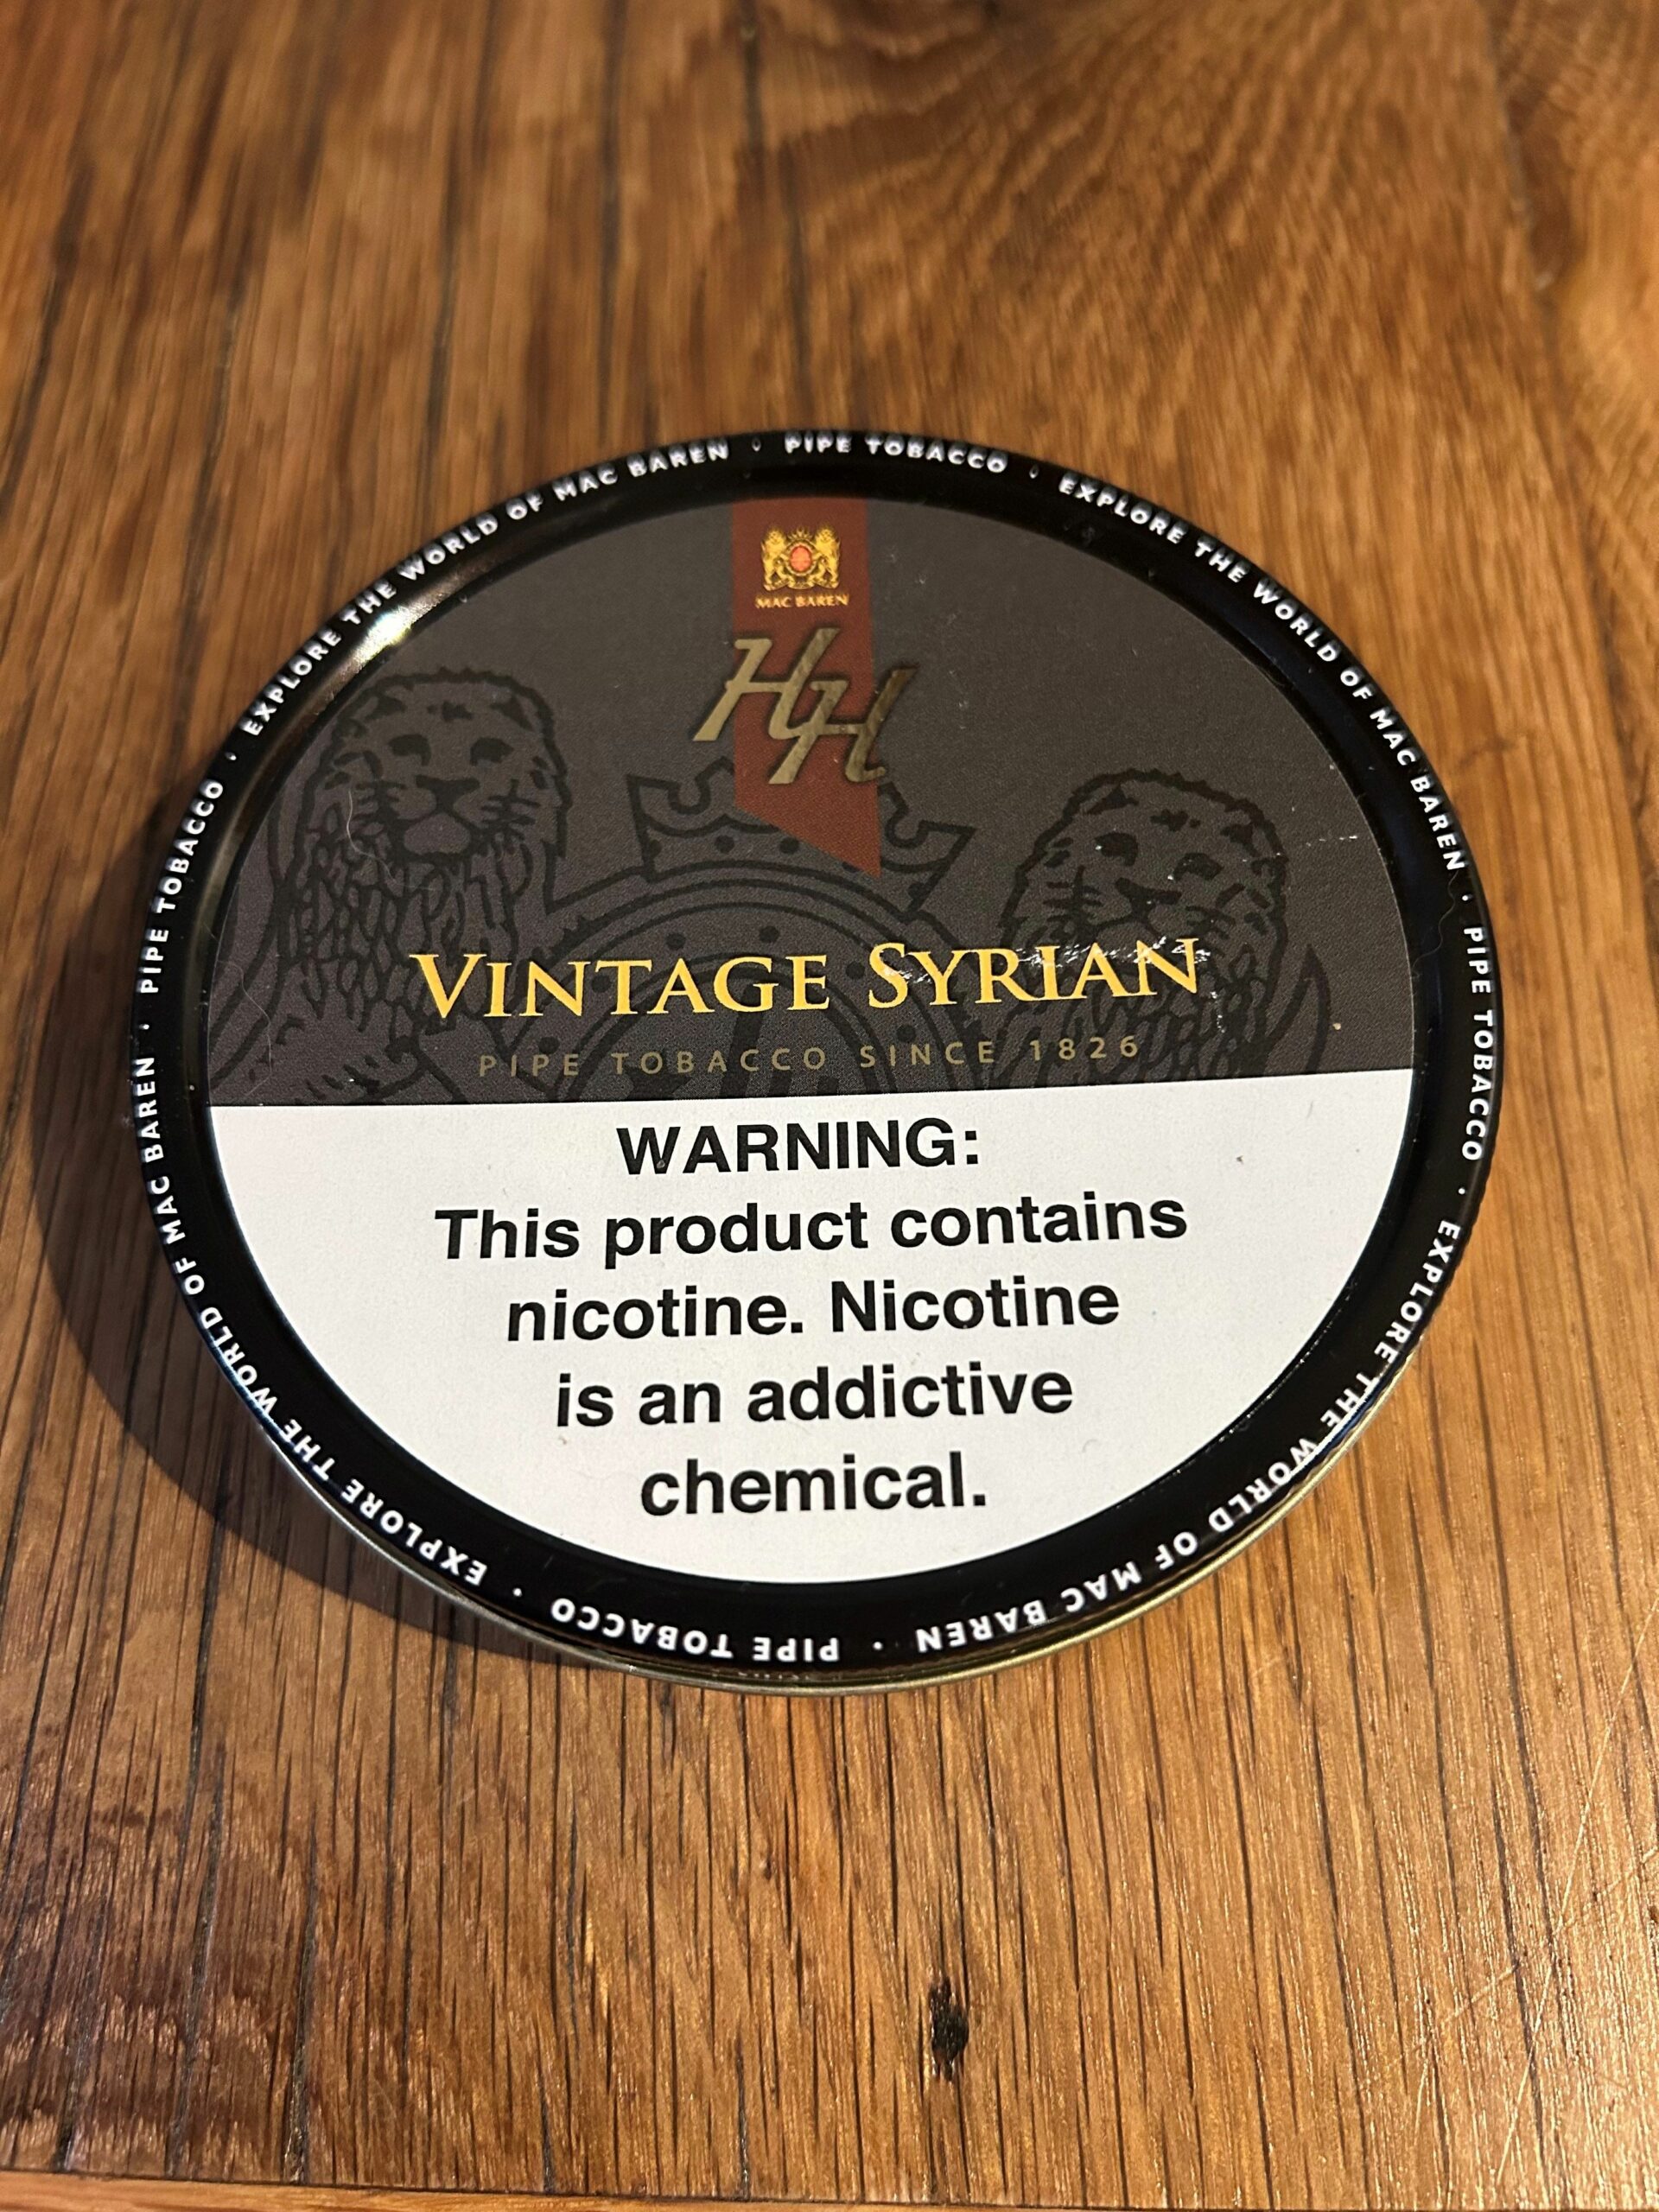 EXPLORE THE WORLD OF MAC BAREN · PIPE TOBACCO · EXPLORE THE WORLD OF MAC BAREN · PIPE TOBACCO · EXPLORE THE WORLD OF MAC BAREN · PIPE TOBACCO · EXPLORE THE WORLD OF MAC BAREN · PIPE TOBACCO ·
MAC BAREN
HH
VINTAGE SYRIAN
PIPE TOBACCO SINCE 1826
WARNING:
This product contains
nicotine. Nicotine
is an addictive
chemical.